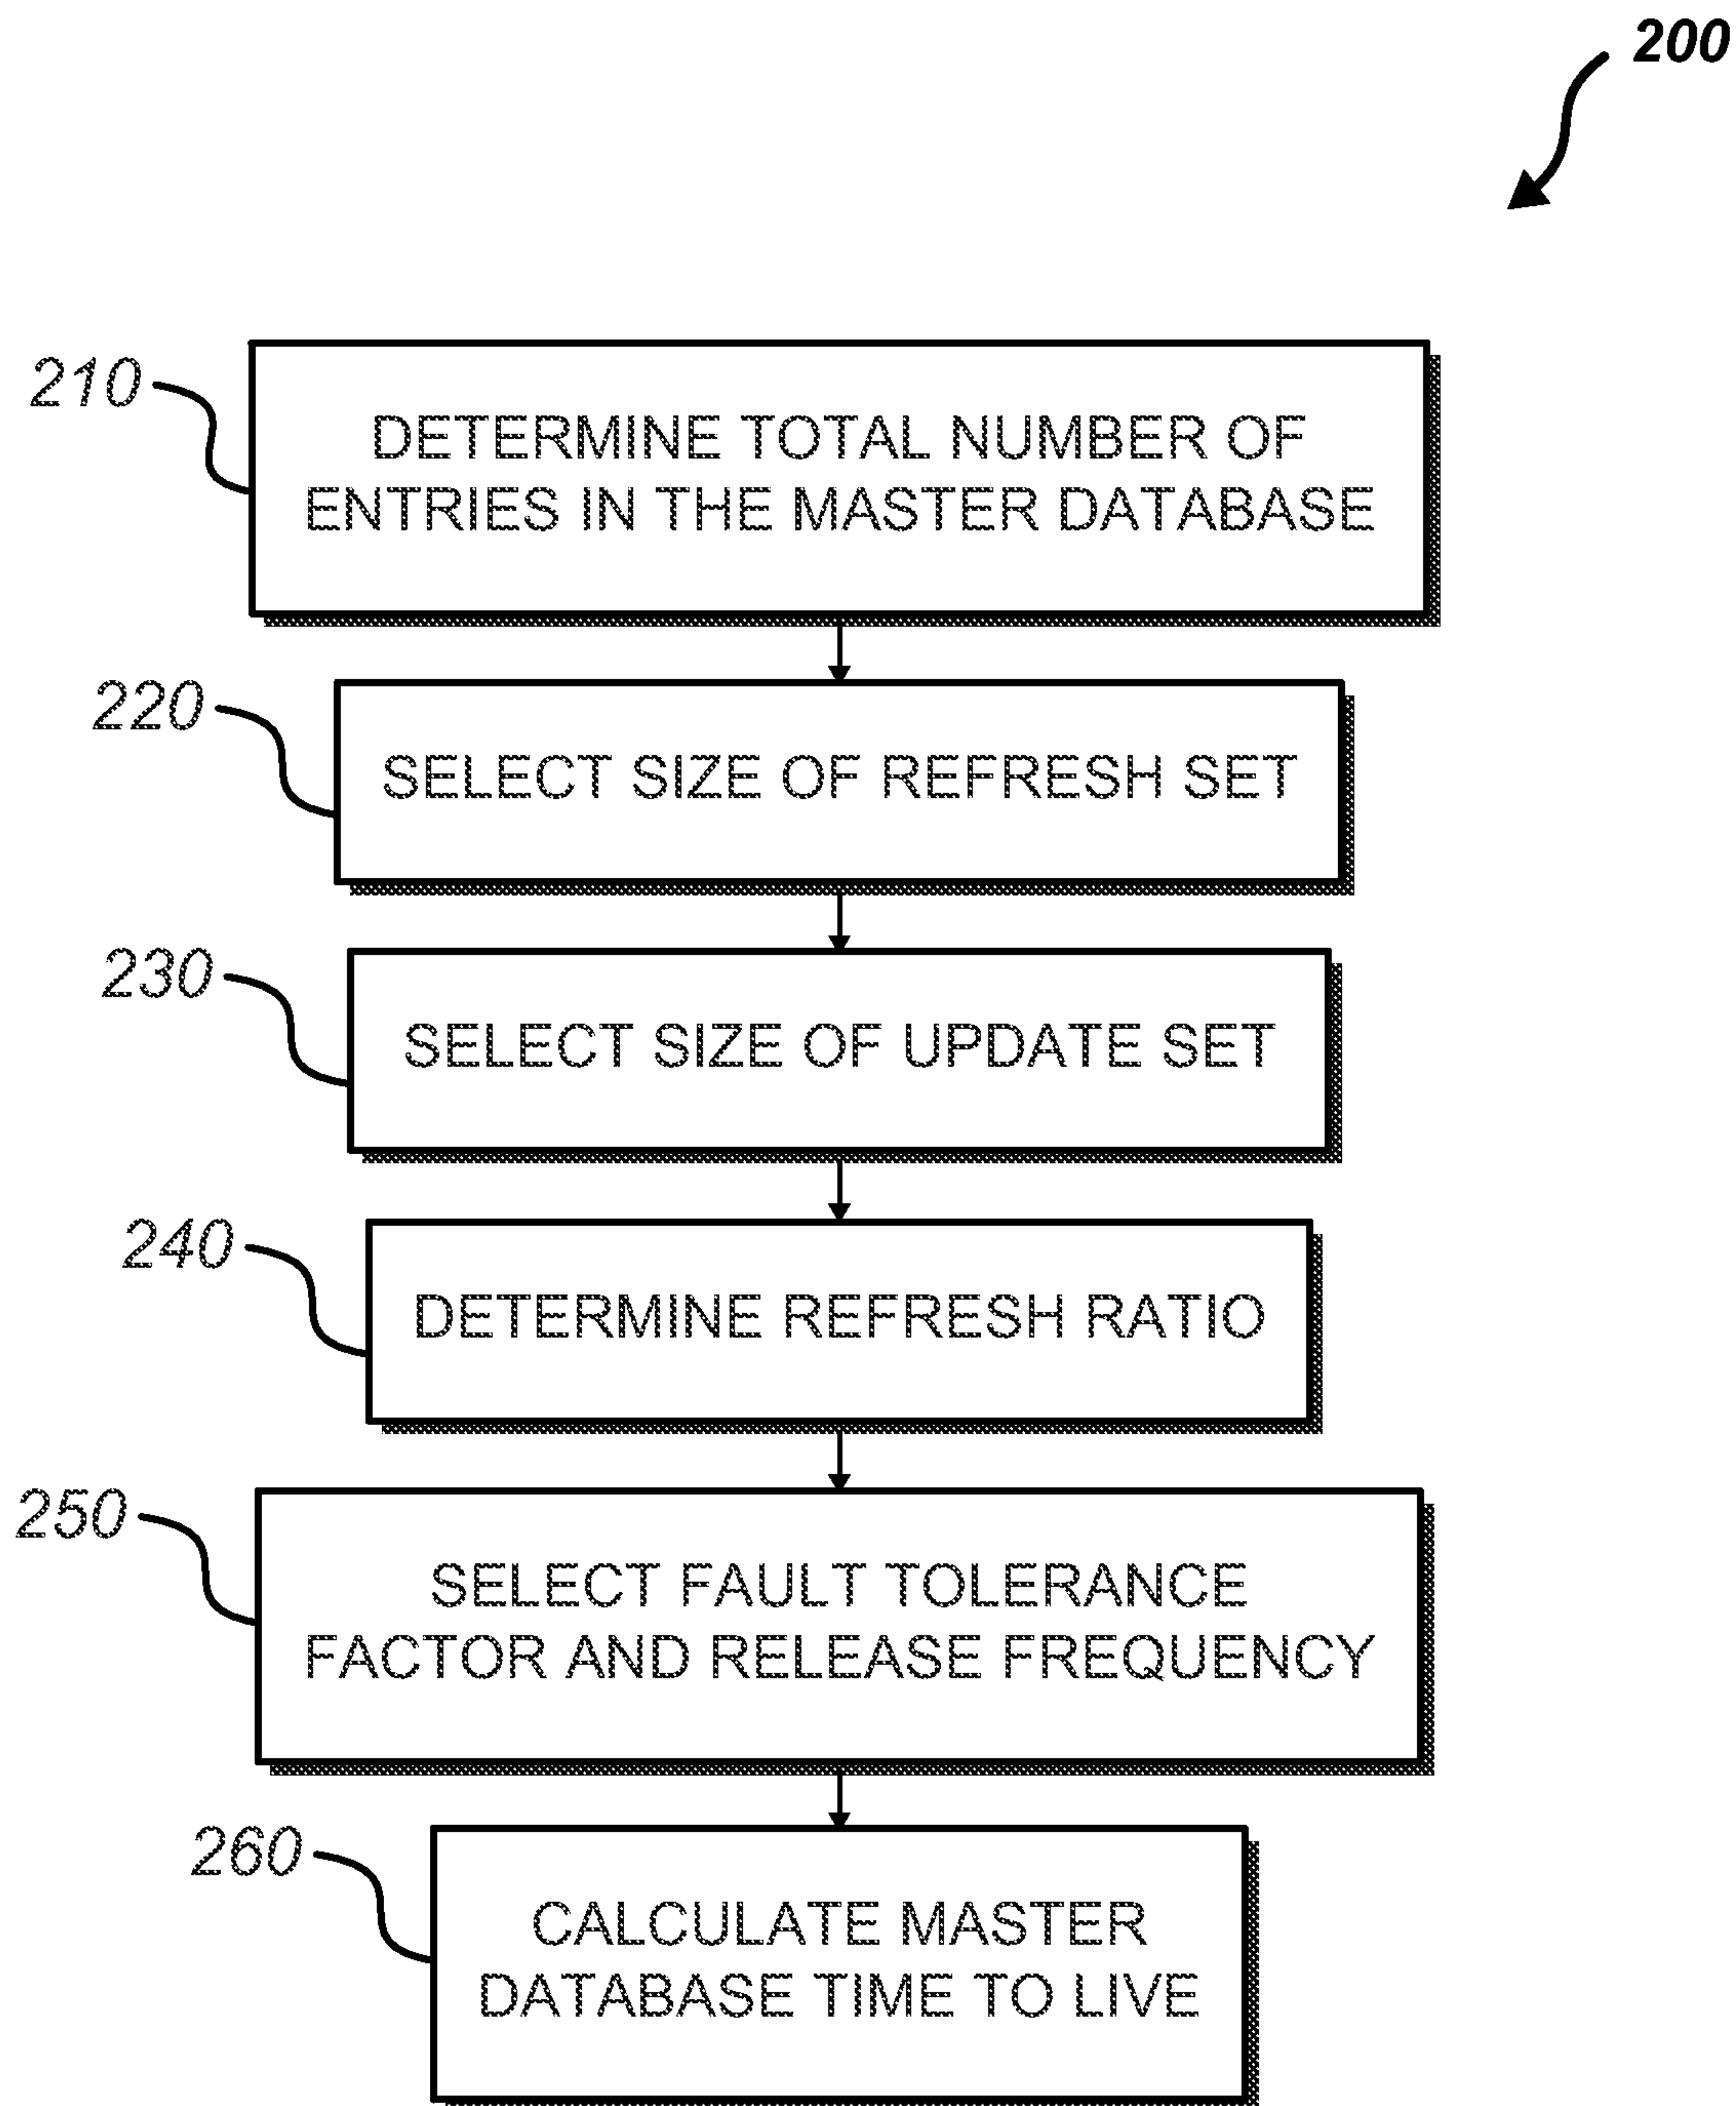 200
210
DETERMINE TOTAL NUMBER OF
ENTRIES IN THE MASTER DATABASE
220
SELECT SIZE OF REFRESH SET
230
SELECT SIZE OF UPDATE SET
240
DETERMINE REFRESH RATIO
250
SELECT FAULT TOLERANCE
FACTOR AND RELEASE FREQUENCY
260
CALCULATE MASTER
DATABASE TIME TO LIVE